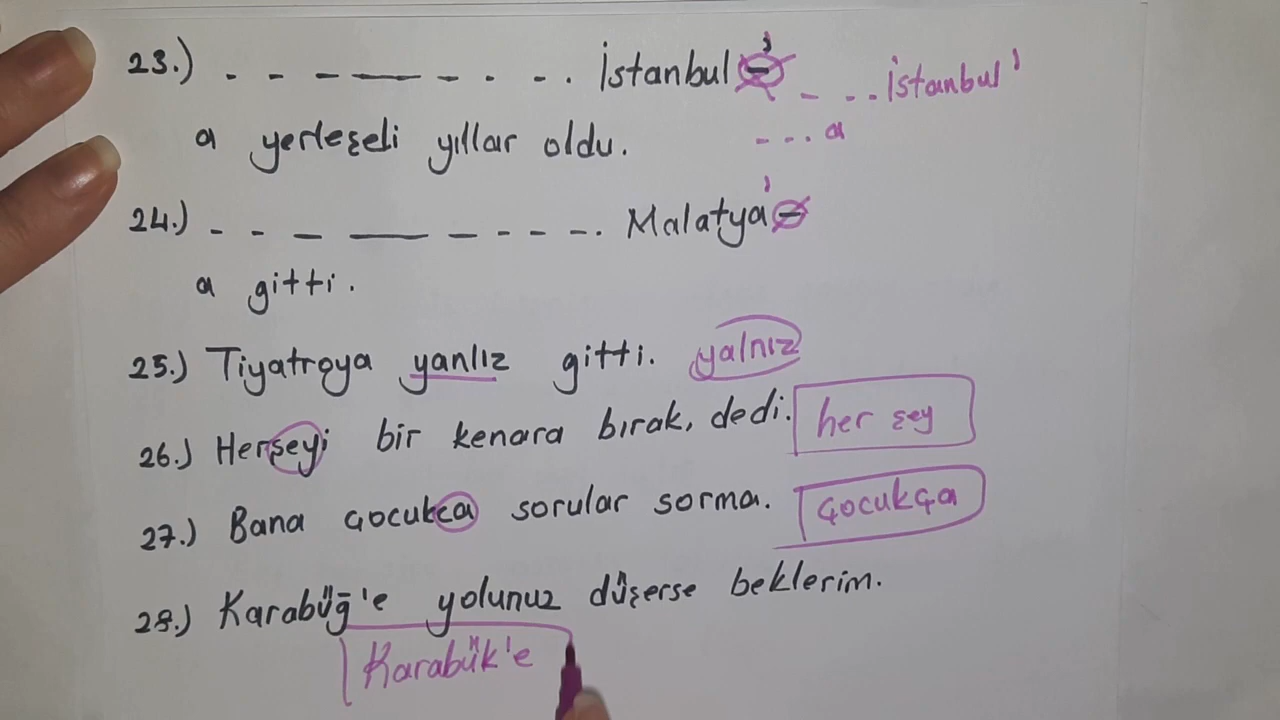 23.) . - - — - . - . İstanbul - ' - . . İstanbul'
a yerleşeli yıllar oldu. - . . . a
24.) - - — — - - - - . Malatya' -
a gitti.
25.) Tiyatroya yanlız gitti. yalnız
26.) Herşeyi bir kenara bırak, dedi. her şey
27.) Bana çocukca sorular sorma. çocukça
28.) Karabüğ'e yolunuz düşerse beklerim.
Karabük'e